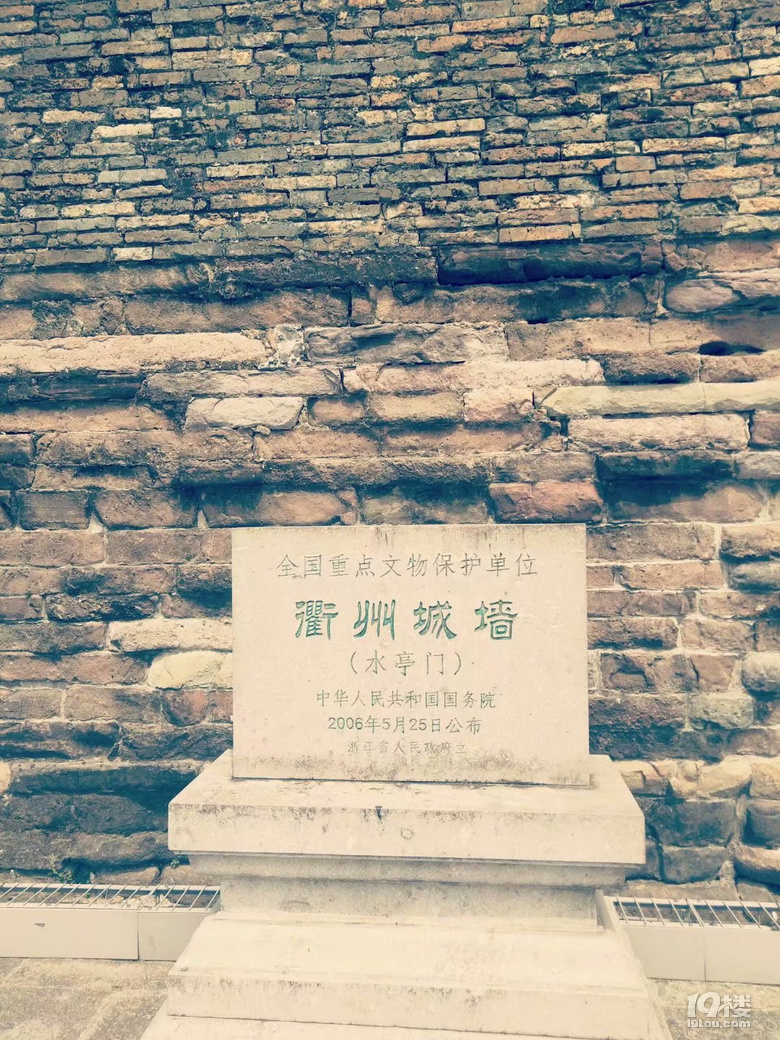 全国重点文物保护单位
衢州城墙
（水亭门）
中华人民共和国国务院
2006年5月25日公布
浙江省人民政府立
19楼
19lou.com